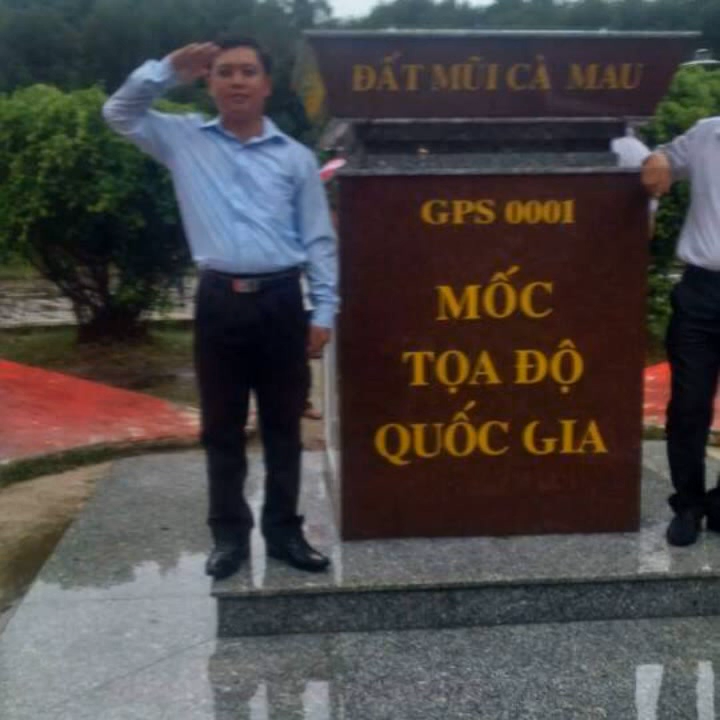 ĐẤT MŨI CÀ MAU
GPS 0001
MỐC
TỌA ĐỘ
QUỐC GIA